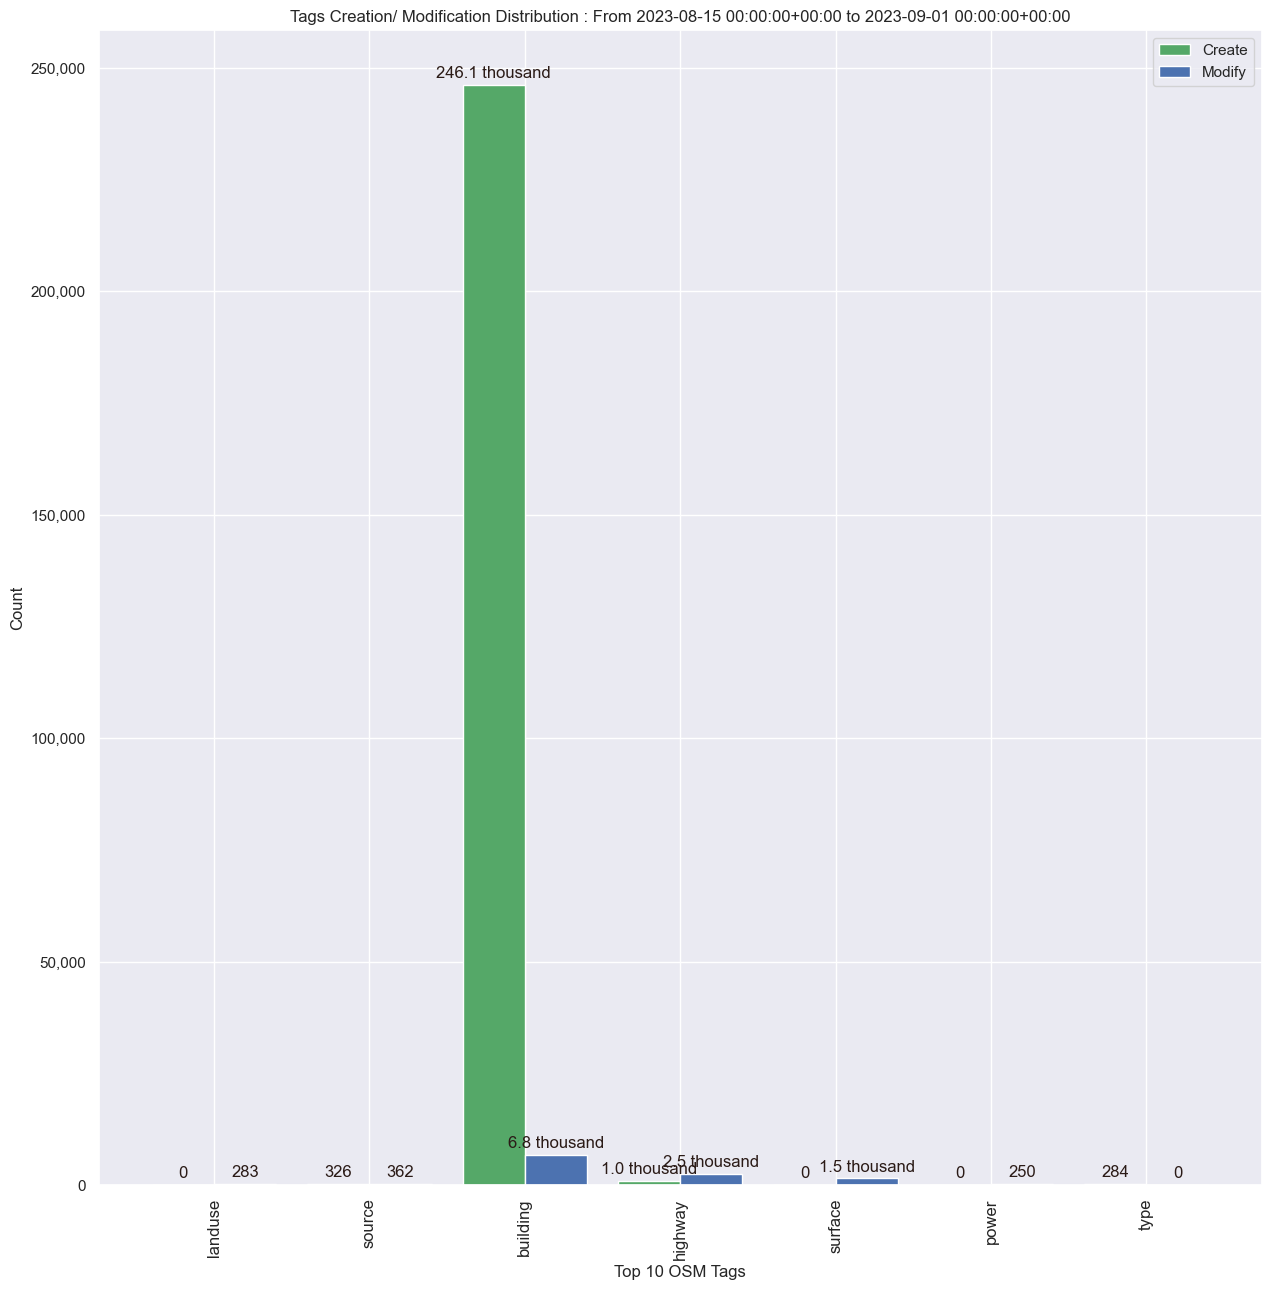 Tags Creation/ Modification Distribution : From 2023-08-15 00:00:00+00:00 to 2023-09-01 00:00:00+00:00
Create
Modify
250,000
200,000
150,000
100,000
50,000
0
Count
246.1 thousand
6.8 thousand
1.0 thousand
2.5 thousand
1.5 thousand
0
283
326
362
0
0
250
284
0
landuse
source
building
highway
surface
power
type
Top 10 OSM Tags